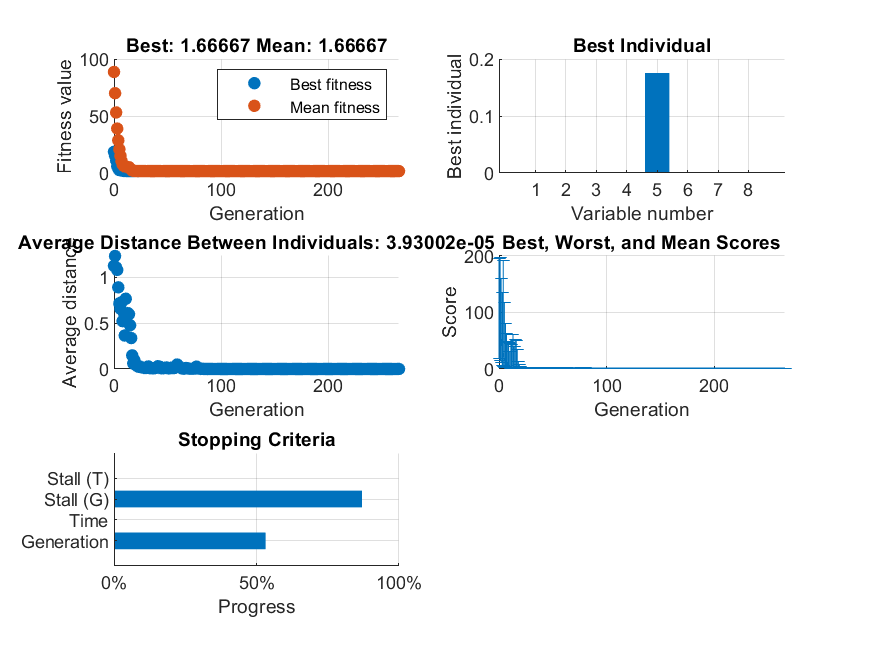 Best: 1.66667 Mean: 1.66667
Fitness value
100
50
0
Best fitness
Mean fitness
0 100 200
Generation
Best Individual
Best individual
0.2
0.1
0
1 2 3 4 5 6 7 8
Variable number
Average Distance Between Individuals: 3.93002e-05
Average distance
1
0.5
0
0 100 200
Generation
Best, Worst, and Mean Scores
Score
200
100
0
0 100 200
Generation
Stopping Criteria
Stall (T)
Stall (G)
Time
Generation
0% 50% 100%
Progress